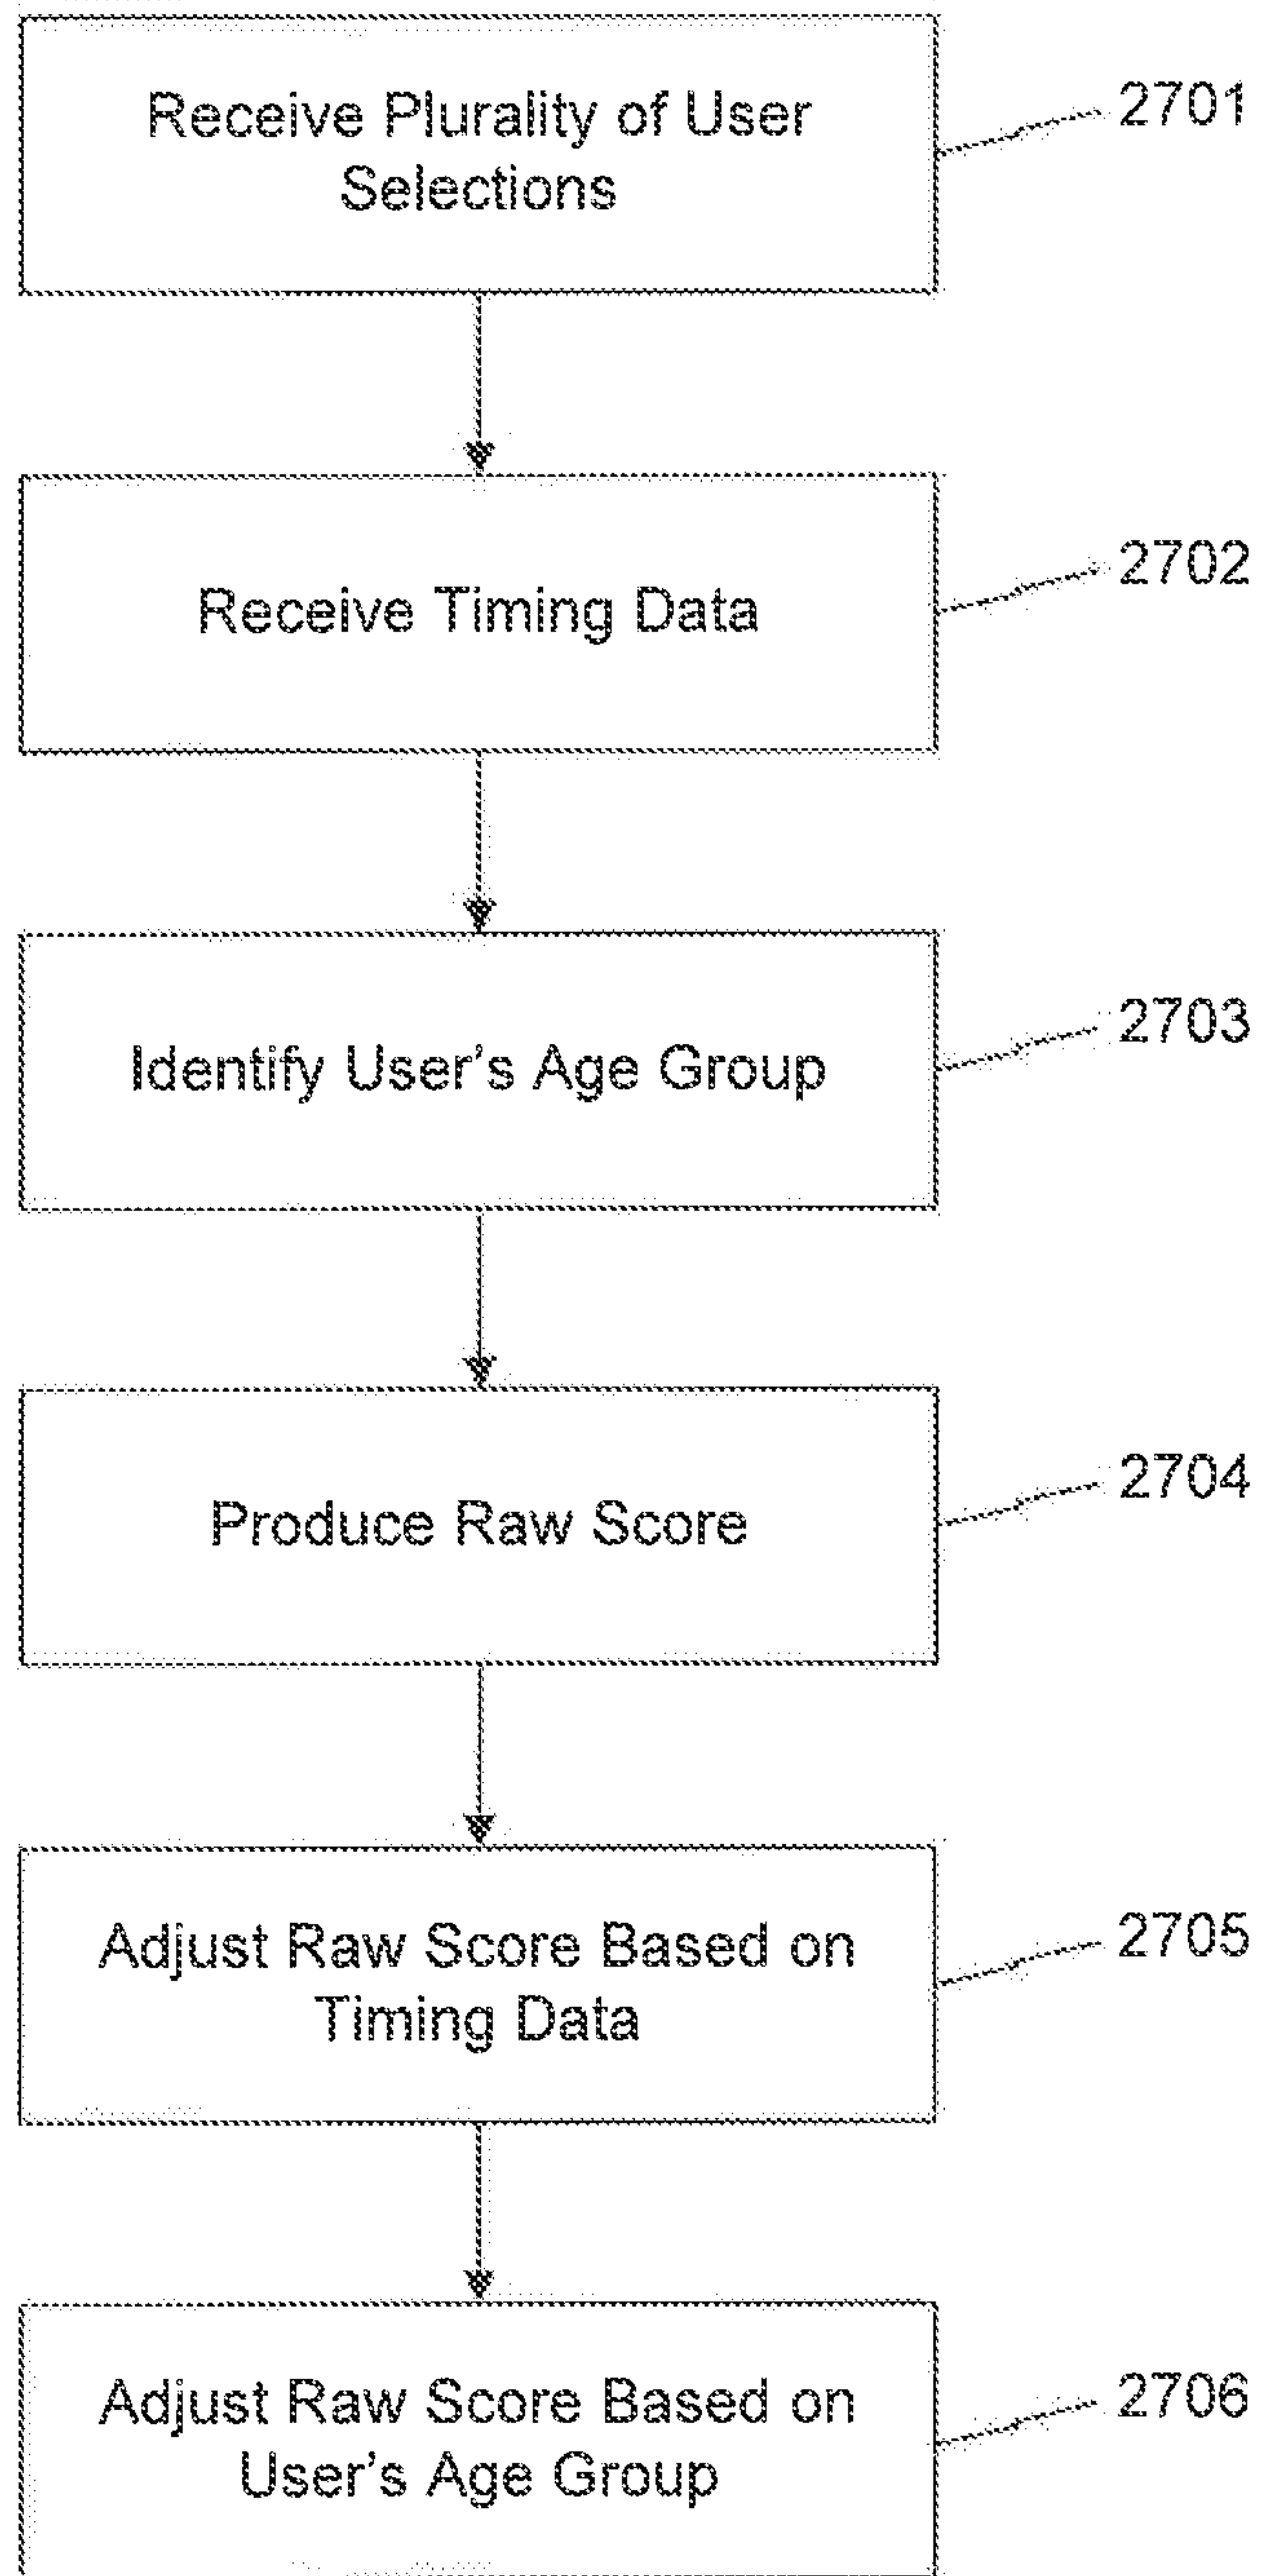 Receive Plurality of User
Selections
2701
Receive Timing Data
2702
Identify User's Age Group
2703
Produce Raw Score
2704
Adjust Raw Score Based on
Timing Data
2705
Adjust Raw Score Based on
User's Age Group
2706